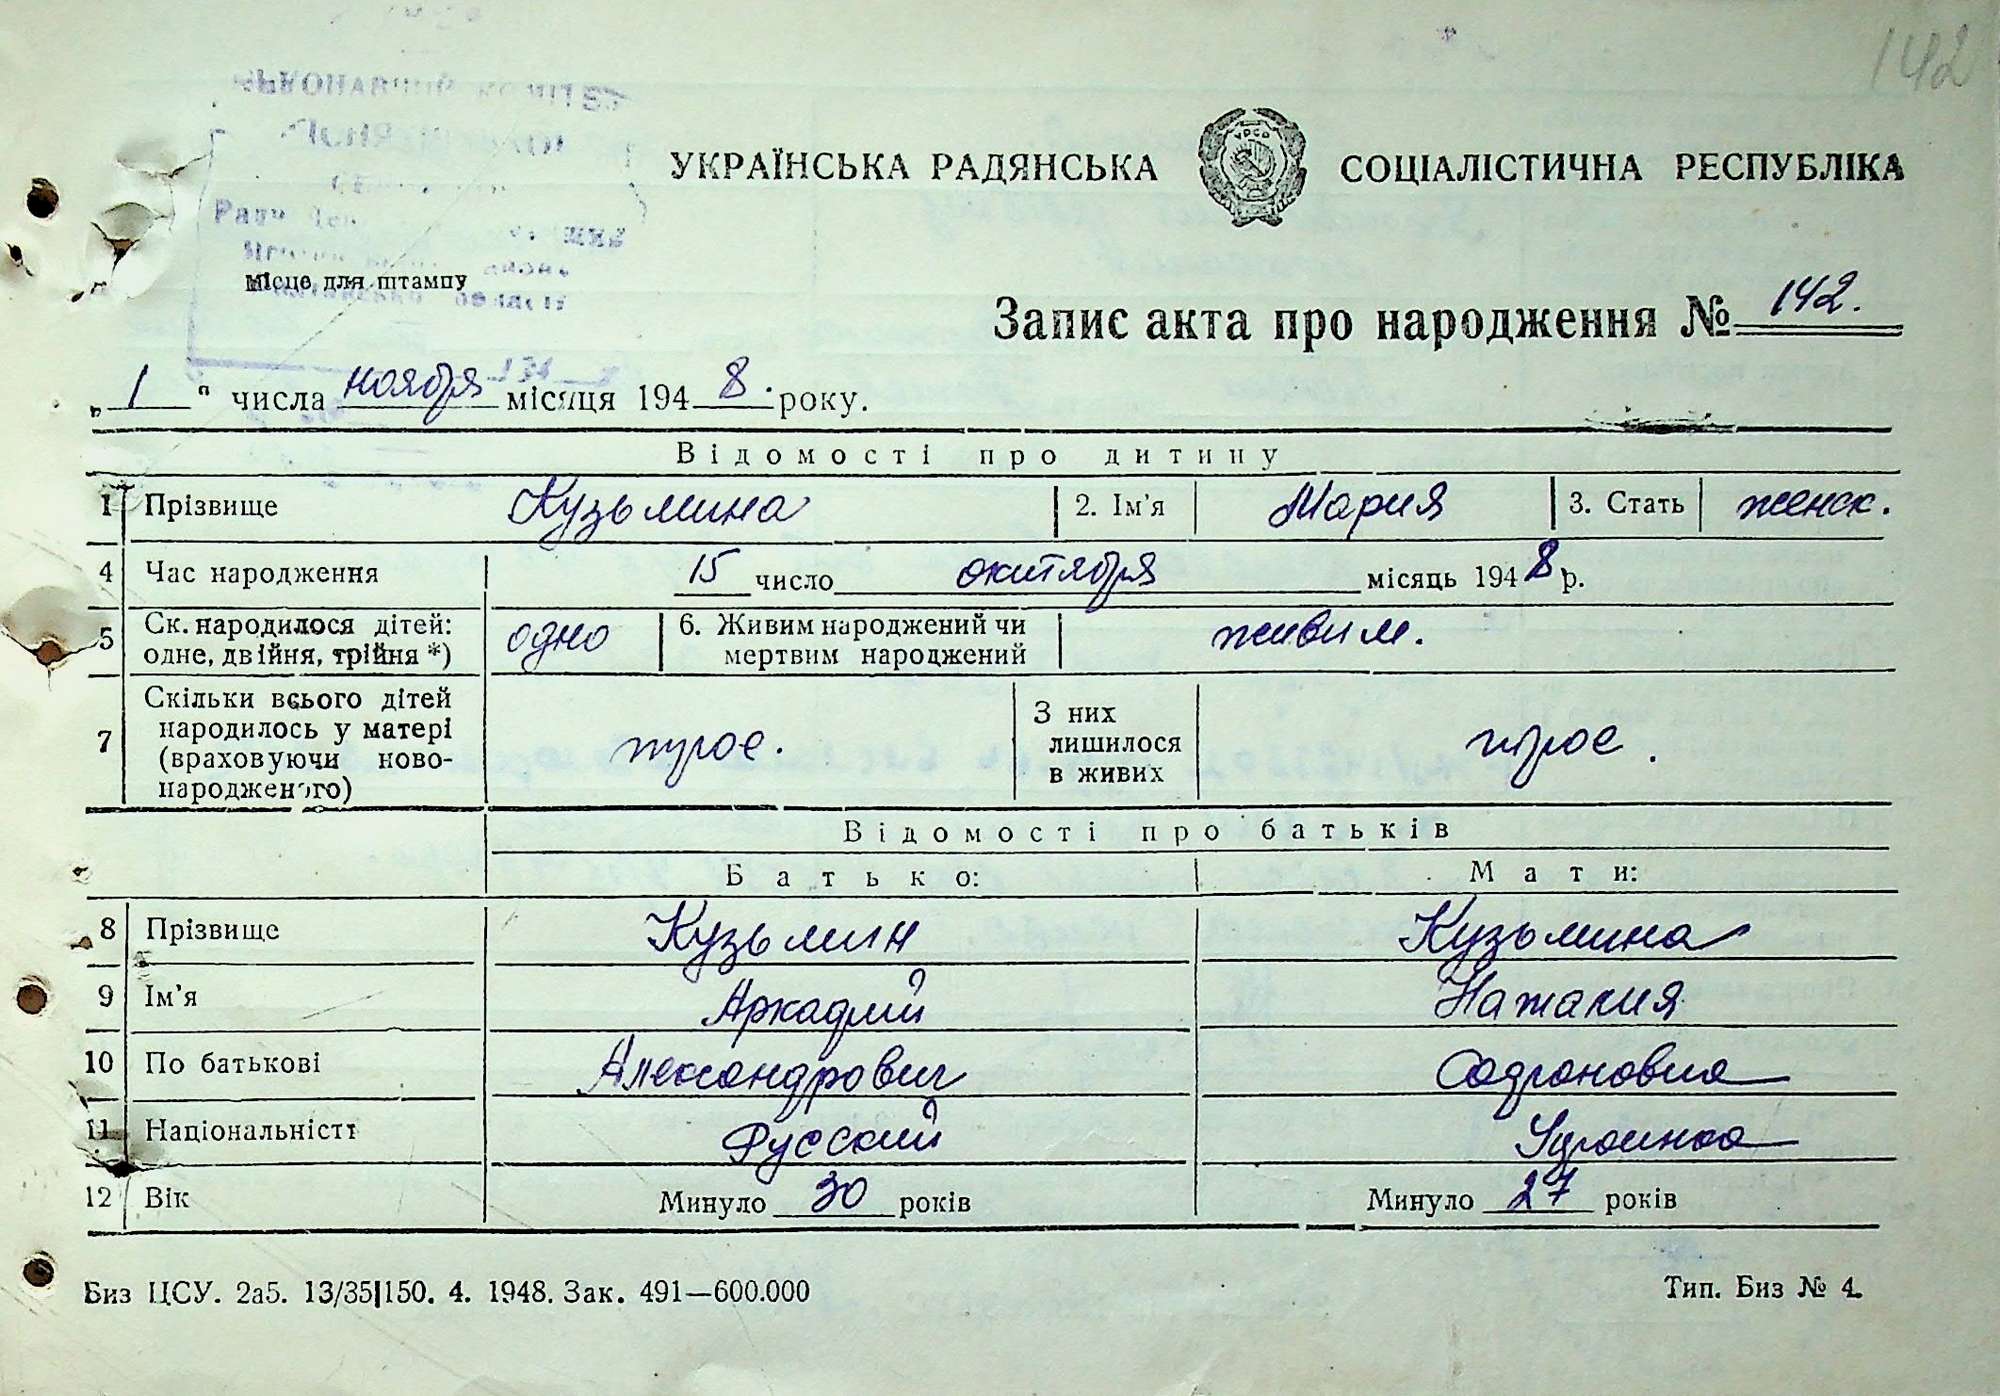 142
ВИКОНАВЧИЙ КОМІТЕТ
області
УКРАЇНСЬКА РАДЯНСЬКА СОЦІАЛІСТИЧНА РЕСПУБЛІКА
УРСР
місце для штампу
Запис акта про народження № 142.
„1“ числа ноября місяця 1948. року.
Відомості про дитину
1 Прізвище Кузьмина 2. Ім'я Мария 3. Стать женск.
4 Час народження 15 число октября місяць 1948 р.
5 Ск. народилося дітей: одне, двійня, трійня *) одно 6. Живим народжений чи мертвим народжений живим.
7 Скільки всього дітей народилось у матері (враховуючи новонародженого) трое. З них лишилося в живих трое.
Відомості про батьків
Батько: Мати:
8 Прізвище Кузьмин Кузьмина
9 Ім'я Аркадий
10 По батькові Александрович
11 Національність Русский Украинка
12 Вік Минуло 30 років Минуло 27 років
Биз ЦСУ. 2а5. 13/35|150. 4. 1948. Зак. 491—600.000 Тип. Биз № 4.